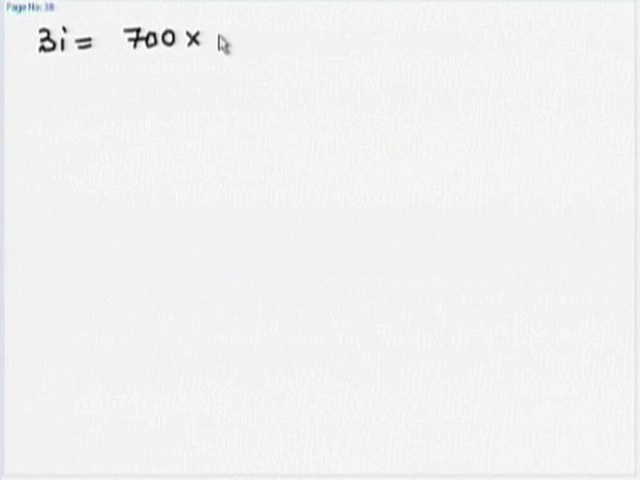 Page No: 38
3i = 700 ×